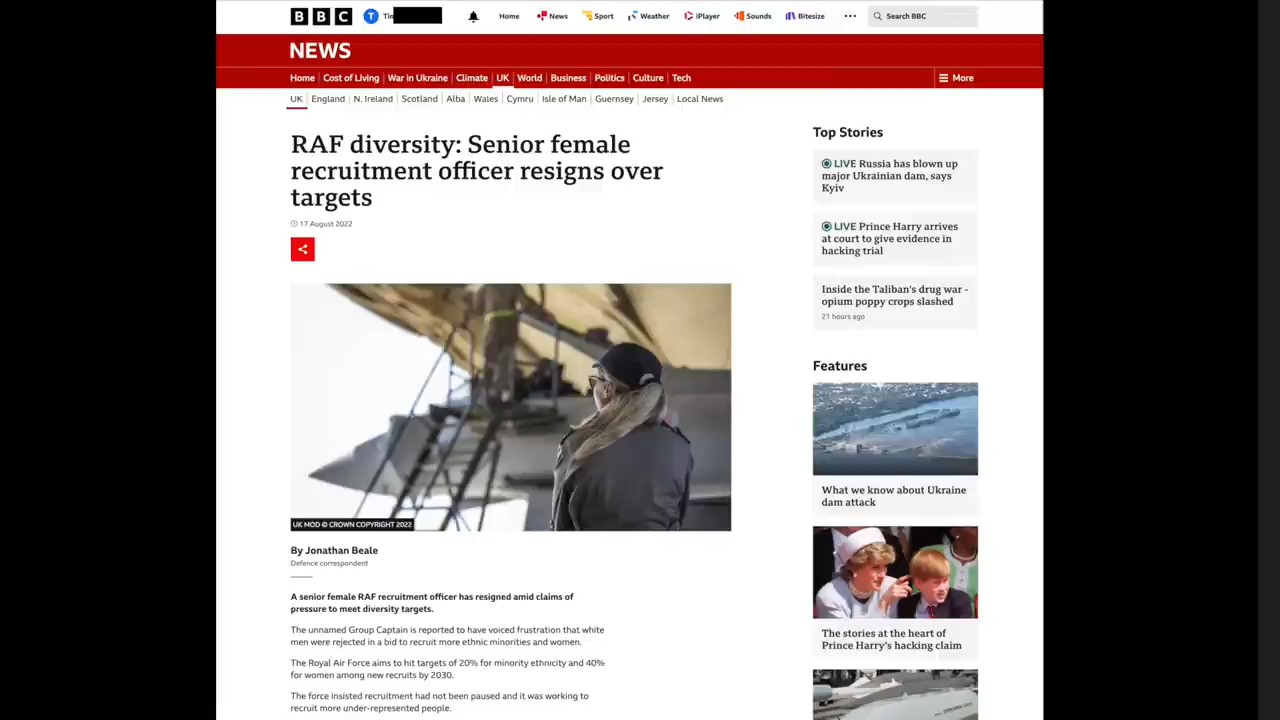 BBC
T
Home
News
Sport
Weather
iPlayer
Sounds
Bitesize
Search BBC
NEWS
Home
Cost of Living
War in Ukraine
Climate
UK
World
Business
Politics
Culture
Tech
More
UK
England
N. Ireland
Scotland
Alba
Wales
Cymru
Isle of Man
Guernsey
Jersey
Local News
RAF diversity: Senior female
recruitment officer resigns over
targets
17 August 2022
UK MOD © CROWN COPYRIGHT 2022
By Jonathan Beale
Defence correspondent
A senior female RAF recruitment officer has resigned amid claims of
pressure to meet diversity targets.
The unnamed Group Captain is reported to have voiced frustration that white
men were rejected in a bid to recruit more ethnic minorities and women.
The Royal Air Force aims to hit targets of 20% for minority ethnicity and 40%
for women among new recruits by 2030.
The force insisted recruitment had not been paused and it was working to
recruit more under-represented people.
Top Stories
LIVE Russia has blown up
major Ukrainian dam, says
Kyiv
LIVE Prince Harry arrives
at court to give evidence in
hacking trial
Inside the Taliban's drug war -
opium poppy crops slashed
21 hours ago
Features
What we know about Ukraine
dam attack
The stories at the heart of
Prince Harry's hacking claim